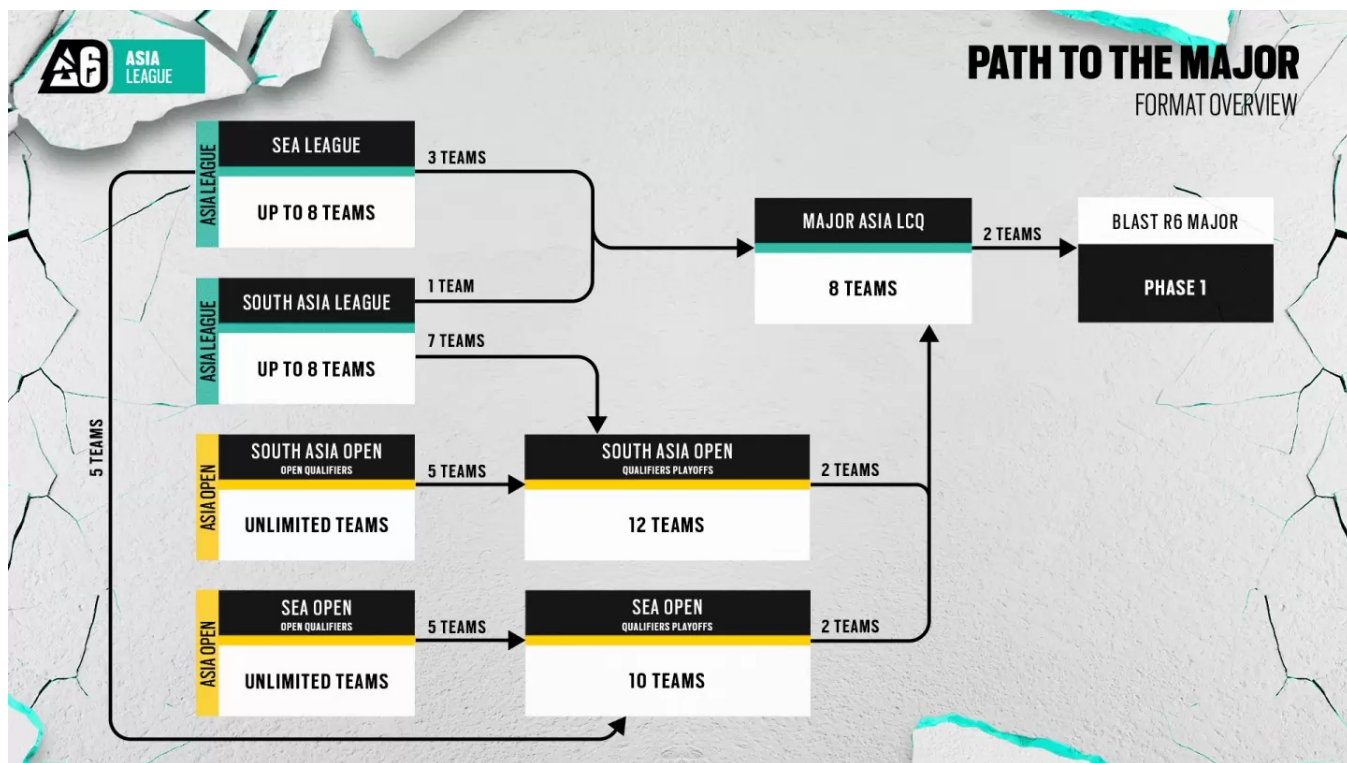 ASIA
LEAGUE
PATH TO THE MAJOR
FORMAT OVERVIEW
ASIA LEAGUE
SEA LEAGUE
UP TO 8 TEAMS
3 TEAMS
ASIA LEAGUE
SOUTH ASIA LEAGUE
UP TO 8 TEAMS
1 TEAM
7 TEAMS
MAJOR ASIA LCQ
8 TEAMS
2 TEAMS
BLAST R6 MAJOR
PHASE 1
5 TEAMS
ASIA OPEN
SOUTH ASIA OPEN
OPEN QUALIFIERS
UNLIMITED TEAMS
5 TEAMS
SOUTH ASIA OPEN
QUALIFIERS PLAYOFFS
12 TEAMS
2 TEAMS
ASIA OPEN
SEA OPEN
OPEN QUALIFIERS
UNLIMITED TEAMS
5 TEAMS
SEA OPEN
QUALIFIERS PLAYOFFS
10 TEAMS
2 TEAMS